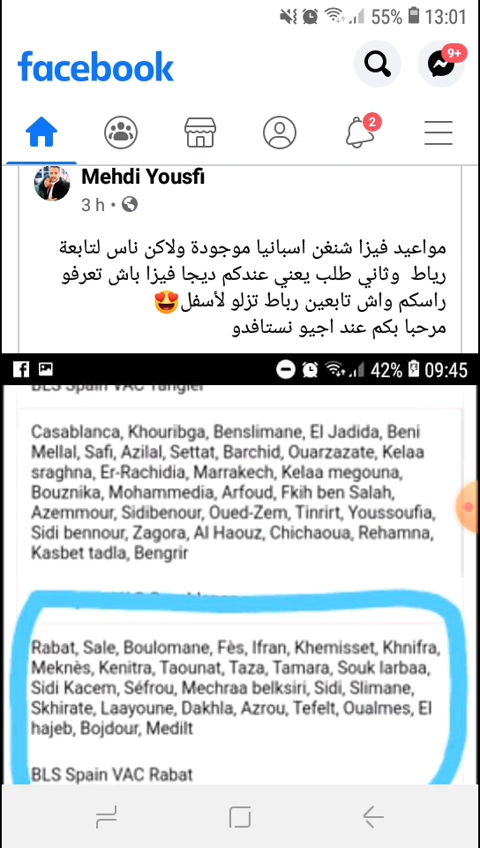 55% 13:01
facebook
9+
2
Mehdi Yousfi
3 h •
مواعيد فيزا شنغن اسبانيا موجودة ولاكن ناس لتابعة
رباط وثاني طلب يعني عندكم ديجا فيزا باش تعرفو
راسكم واش تابعين رباط تزلو لأسفل😍
مرحبا بكم عند اجيو نستافدو
42% 09:45
BLS Spain VAC Tangier
Casablanca, Khouribga, Benslimane, El Jadida, Beni
Mellal, Safi, Azilal, Settat, Barchid, Ouarzazate, Kelaa
sraghna, Er-Rachidia, Marrakech, Kelaa megouna,
Bouznika, Mohammedia, Arfoud, Fkih ben Salah,
Azemmour, Sidibenour, Oued-Zem, Tinrirt, Youssoufia,
Sidi bennour, Zagora, Al Haouz, Chichaoua, Rehamna,
Kasbet tadla, Bengrir
Rabat, Sale, Boulomane, Fès, Ifran, Khemisset, Khnifra,
Meknès, Kenitra, Taounat, Taza, Tamara, Souk larbaa,
Sidi Kacem, Séfrou, Mechraa belksiri, Sidi, Slimane,
Skhirate, Laayoune, Dakhla, Azrou, Tefelt, Oualmes, El
hajeb, Bojdour, Medilt
BLS Spain VAC Rabat